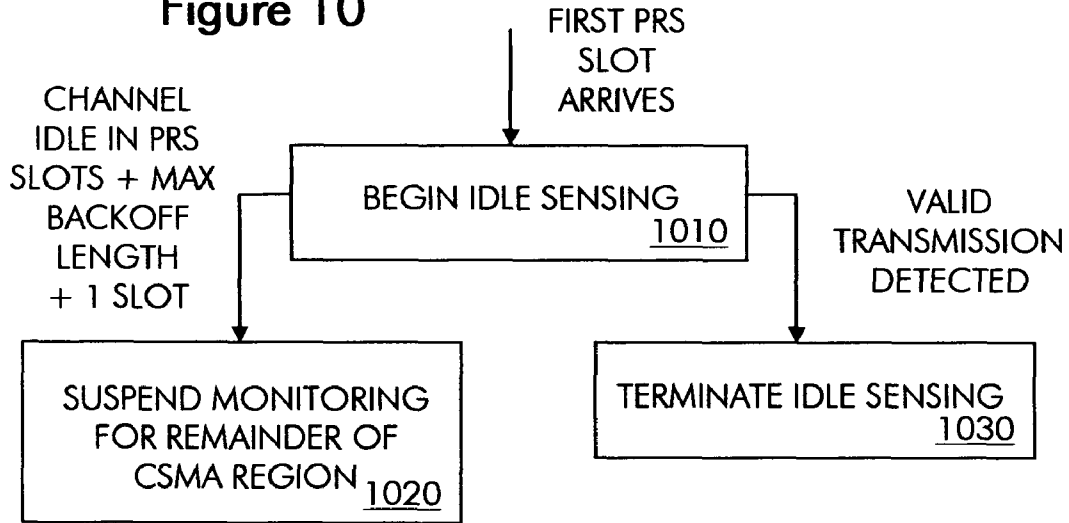 Figure 10
FIRST PRS
SLOT
ARRIVES
CHANNEL
IDLE IN PRS
SLOTS + MAX
BACKOFF
LENGTH
+ 1 SLOT
BEGIN IDLE SENSING
1010
VALID
TRANSMISSION
DETECTED
SUSPEND MONITORING
FOR REMAINDER OF
CSMA REGION
1020
TERMINATE IDLE SENSING
1030